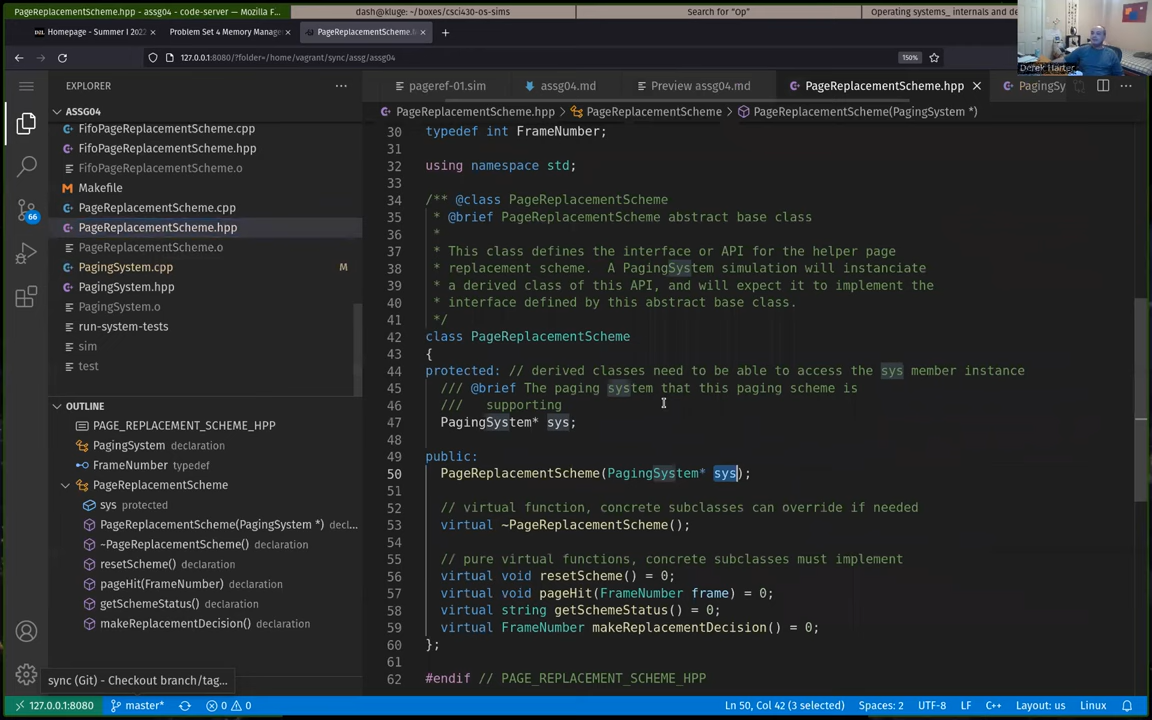 PageReplacementScheme.hpp - assg04 - code-server — Mozilla F
dash@kluge: ~/boxes/csci430-os-sims
Search for "Op"
Operating systems_ internals and de
Homepage - Summer I 2022
Problem Set 4 Memory Manage
PageReplacementScheme.
127.0.0.1:8080/?folder=/home/vagrant/sync/assg/assg04
150%
Derek Harter
EXPLORER
pageref-01.sim
assg04.md
Preview assg04.md
PageReplacementScheme.hpp
PagingSy
ASSG04
PageReplacementScheme.hpp > PageReplacementScheme > PageReplacementScheme(PagingSystem *)
FifoPageReplacementScheme.cpp
FifoPageReplacementScheme.hpp
FifoPageReplacementScheme.o
Makefile
PageReplacementScheme.cpp
PageReplacementScheme.hpp
PageReplacementScheme.o
PagingSystem.cpp M
PagingSystem.hpp
PagingSystem.o
run-system-tests
sim
test
66
OUTLINE
PAGE_REPLACEMENT_SCHEME_HPP
PagingSystem
FrameNumber typedef
PageReplacementScheme
sys protected
PageReplacementScheme(PagingSystem *) decl...
~PageReplacementScheme() declaration
resetScheme() declaration
pageHit(FrameNumber) declaration
getSchemeStatus() declaration
makeReplacementDecision() declaration
sync (Git) - Checkout branch/tag...
30 typedef int FrameNumber;
31
32 using namespace std;
33
34 /** @class PageReplacementScheme
35 * @brief PageReplacementScheme abstract base class
36 *
37 * This class defines the interface or API for the helper page
38 * replacement scheme.  A PagingSystem simulation will instanciate
39 * a derived class of this API, and will expect it to implement the
40 * interface defined by this abstract base class.
41 */
42 class PageReplacementScheme
43 {
44 protected: // derived classes need to be able to access the sys member instance
45 /// @brief The paging system that this paging scheme is
46 ///   supporting
47 PagingSystem* sys;
48
49 public:
50 PageReplacementScheme(PagingSystem* sys);
51
52 // virtual function, concrete subclasses can override if needed
53 virtual ~PageReplacementScheme();
54
55 // pure virtual functions, concrete subclasses must implement
56 virtual void resetScheme() = 0;
57 virtual void pageHit(FrameNumber frame) = 0;
58 virtual string getSchemeStatus() = 0;
59 virtual FrameNumber makeReplacementDecision() = 0;
60 };
61
62 #endif // PAGE_REPLACEMENT_SCHEME_HPP
127.0.0.1:8080
master*
0
0
Ln 50, Col 42 (3 selected)
Spaces: 2
UTF-8
LF
C++
Layout: us
Linux